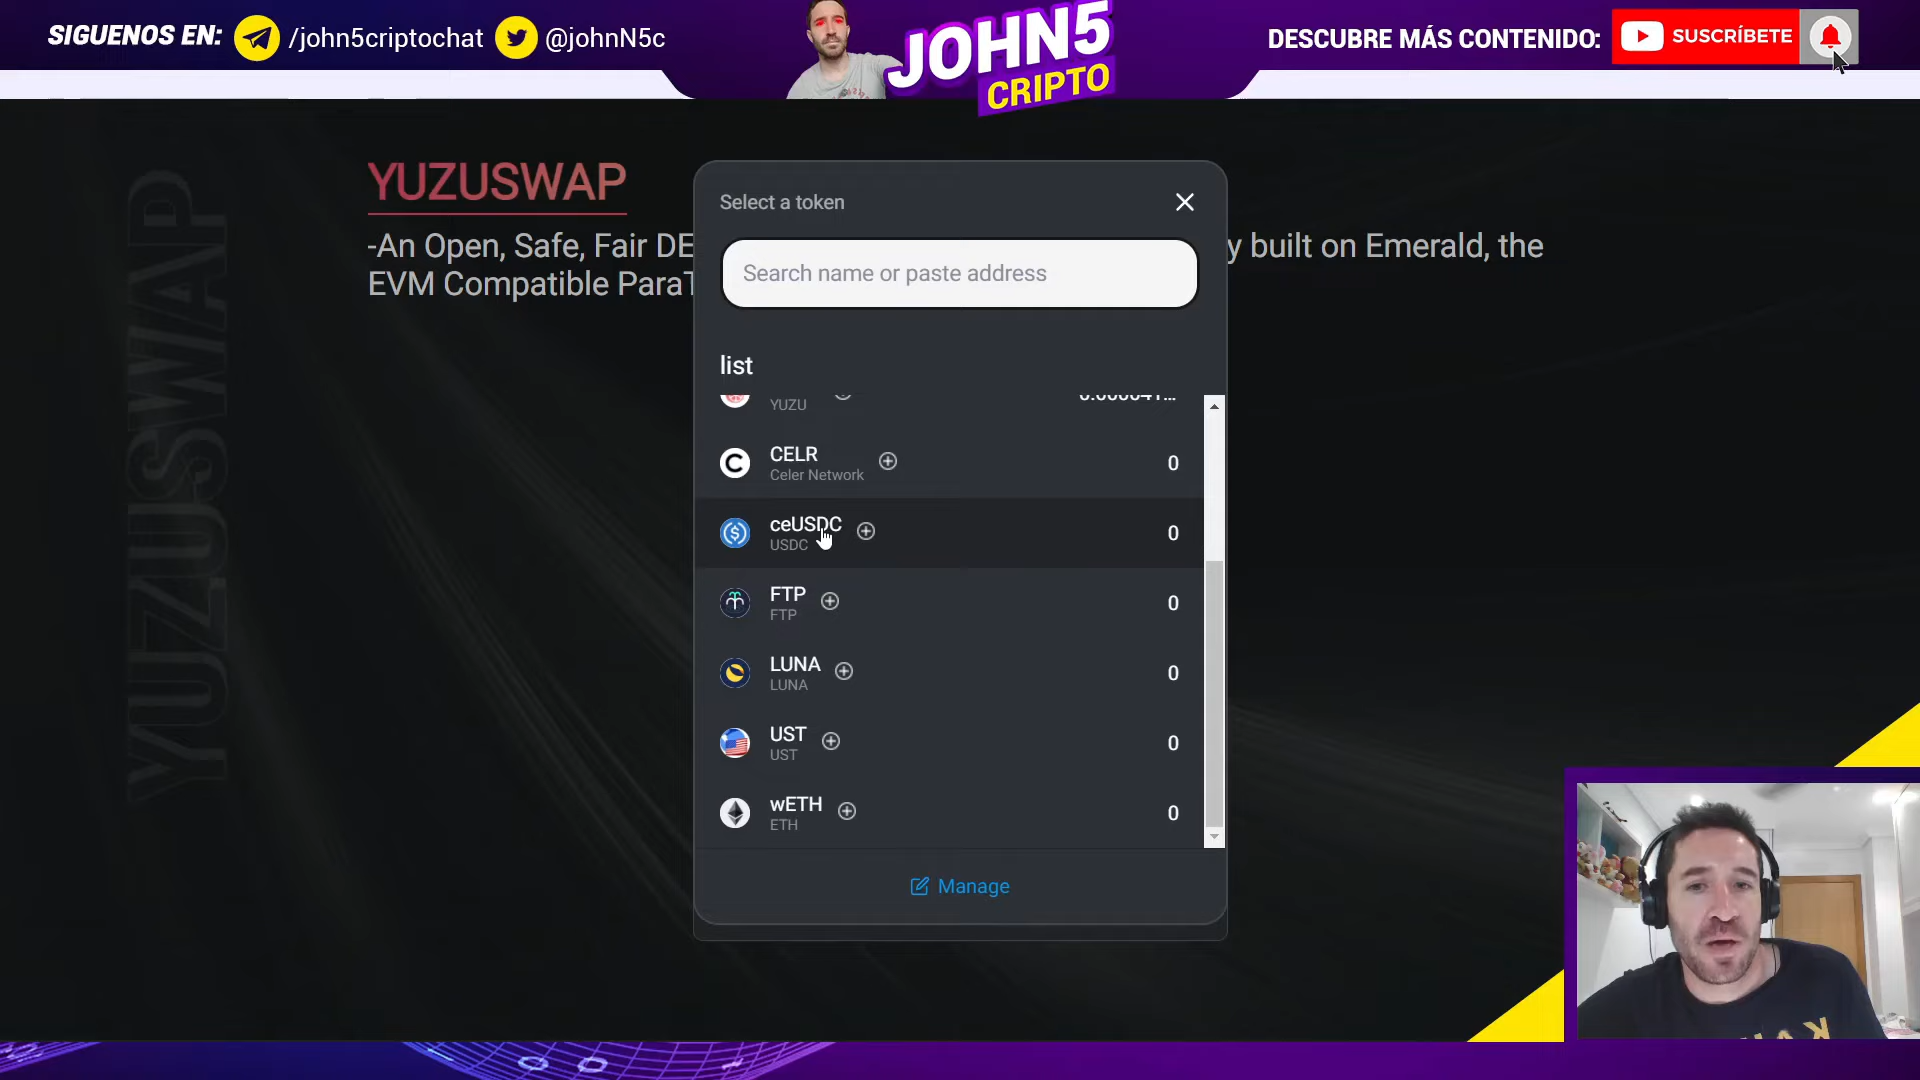 SIGUENOS EN: /john5criptochat @johnN5c
JOHN5
CRIPTO
DESCUBRE MÁS CONTENIDO: SUSCRÍBETE
YUZUSWAP
YUZUSWAP
-An Open, Safe, Fair DE
y built on Emerald, the
EVM Compatible ParaT
Select a token
Search name or paste address
list
YUZU
CELR 0
Celer Network
ceUSDC 0
USDC
FTP 0
FTP
LUNA 0
LUNA
UST 0
UST
wETH 0
ETH
Manage